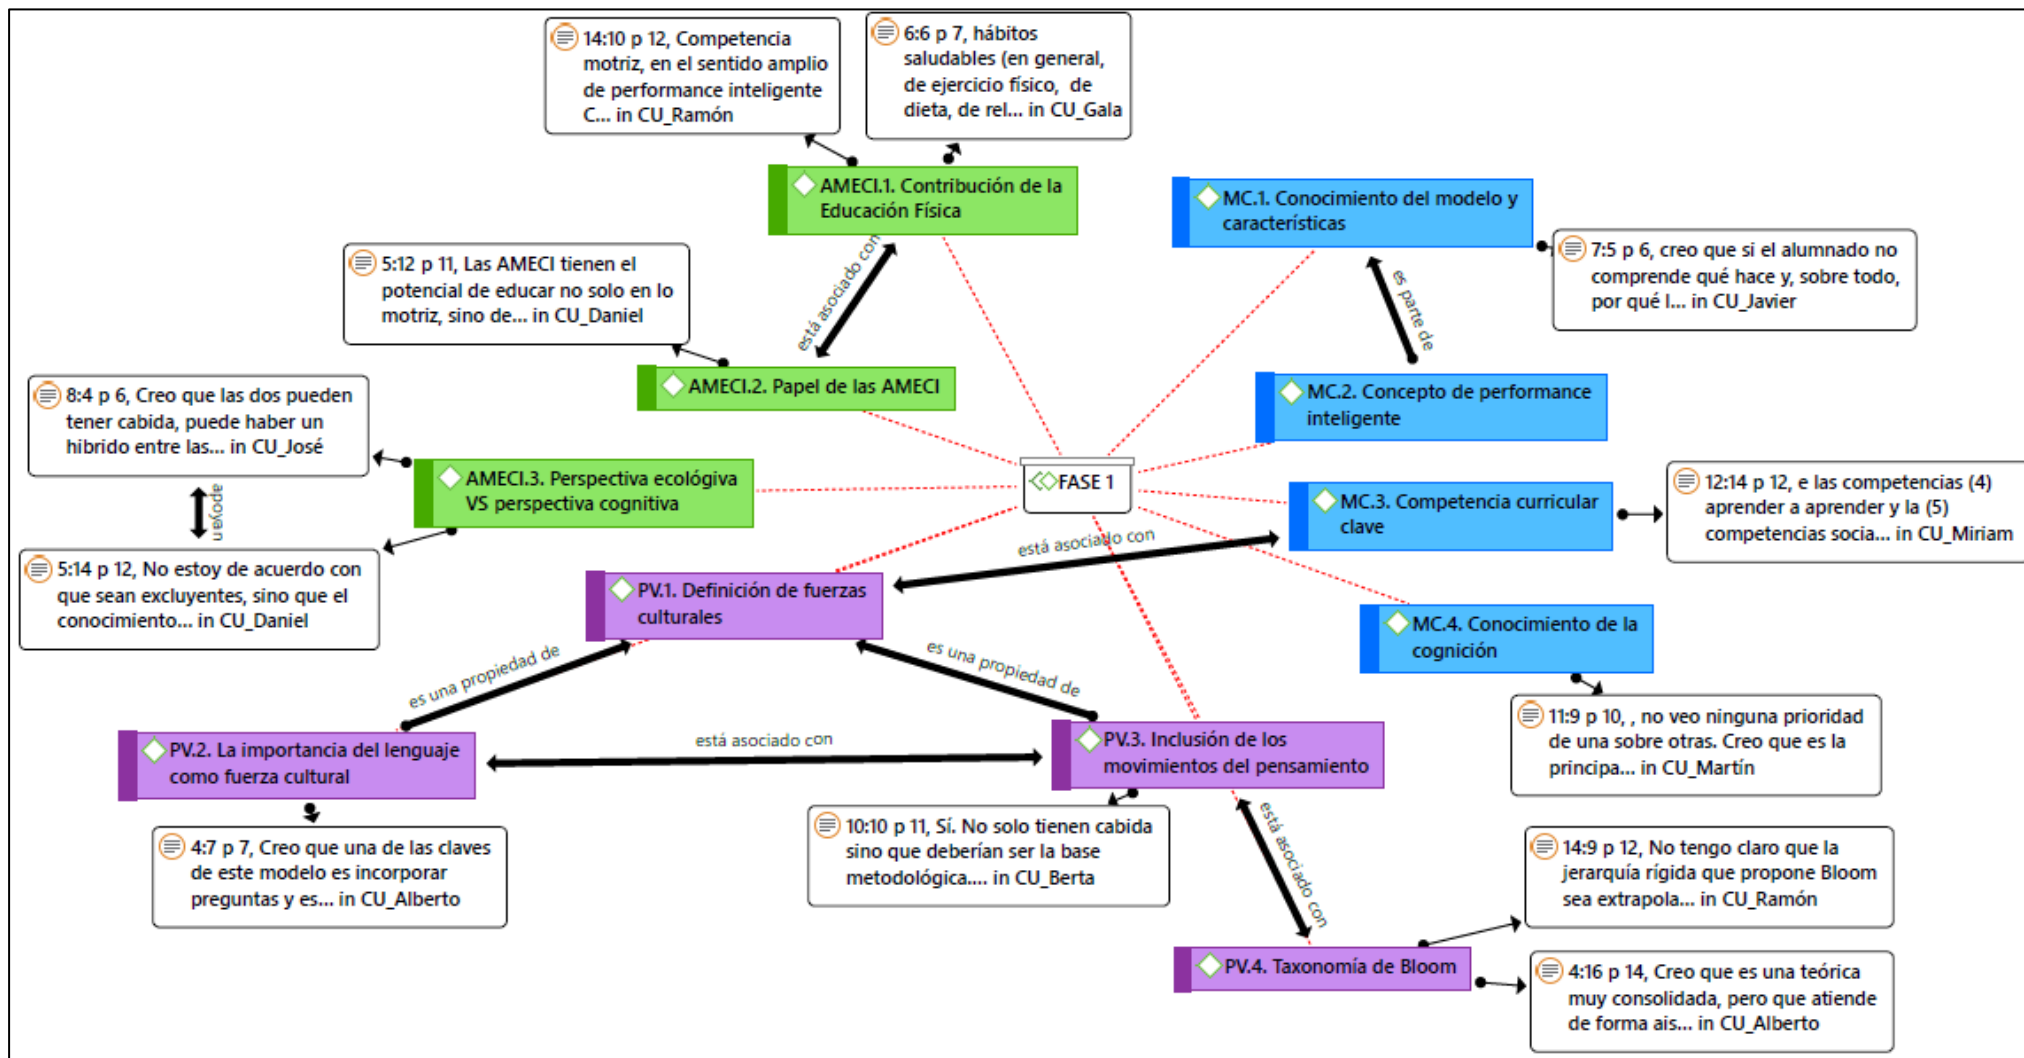 14:10 p 12, Competencia
motriz, en el sentido amplio
de performance inteligente
C... in CU_Ramón
6:6 p 7, hábitos
saludables (en general,
de ejercicio físico, de
dieta, de rel... in CU_Gala
AMECI.1. Contribución de la
Educación Física
MC.1. Conocimiento del modelo y
características
5:12 p 11, Las AMECI tienen el
potencial de educar no solo en lo
motriz, sino de... in CU_Daniel
está asociado con
7:5 p 6, creo que si el alumnado no
comprende qué hace y, sobre todo,
por qué l... in CU_Javier
es parte de
AMECI.2. Papel de las AMECI
MC.2. Concepto de performance
inteligente
8:4 p 6, Creo que las dos pueden
tener cabida, puede haber un
hibrido entre las... in CU_José
AMECI.3. Perspectiva ecológiva
VS perspectiva cognitiva
FASE 1
MC.3. Competencia curricular
clave
12:14 p 12, e las competencias (4)
aprender a aprender y la (5)
competencias socia... in CU_Miriam
apoyan
está asociado con
5:14 p 12, No estoy de acuerdo con
que sean excluyentes, sino que el
conocimiento... in CU_Daniel
PV.1. Definición de fuerzas
culturales
MC.4. Conocimiento de la
cognición
es una propiedad de
es una propiedad de
11:9 p 10, , no veo ninguna prioridad
de una sobre otras. Creo que es la
principa... in CU_Martín
PV.2. La importancia del lenguaje
como fuerza cultural
está asociado con
PV.3. Inclusión de los
movimientos del pensamiento
4:7 p 7, Creo que una de las claves
de este modelo es incorporar
preguntas y es... in CU_Alberto
10:10 p 11, Sí. No solo tienen cabida
sino que deberían ser la base
metodológica.... in CU_Berta
está asociado con
14:9 p 12, No tengo claro que la
jerarquía rígida que propone Bloom
sea extrapola... in CU_Ramón
PV.4. Taxonomía de Bloom
4:16 p 14, Creo que es una teórica
muy consolidada, pero que atiende
de forma ais... in CU_Alberto